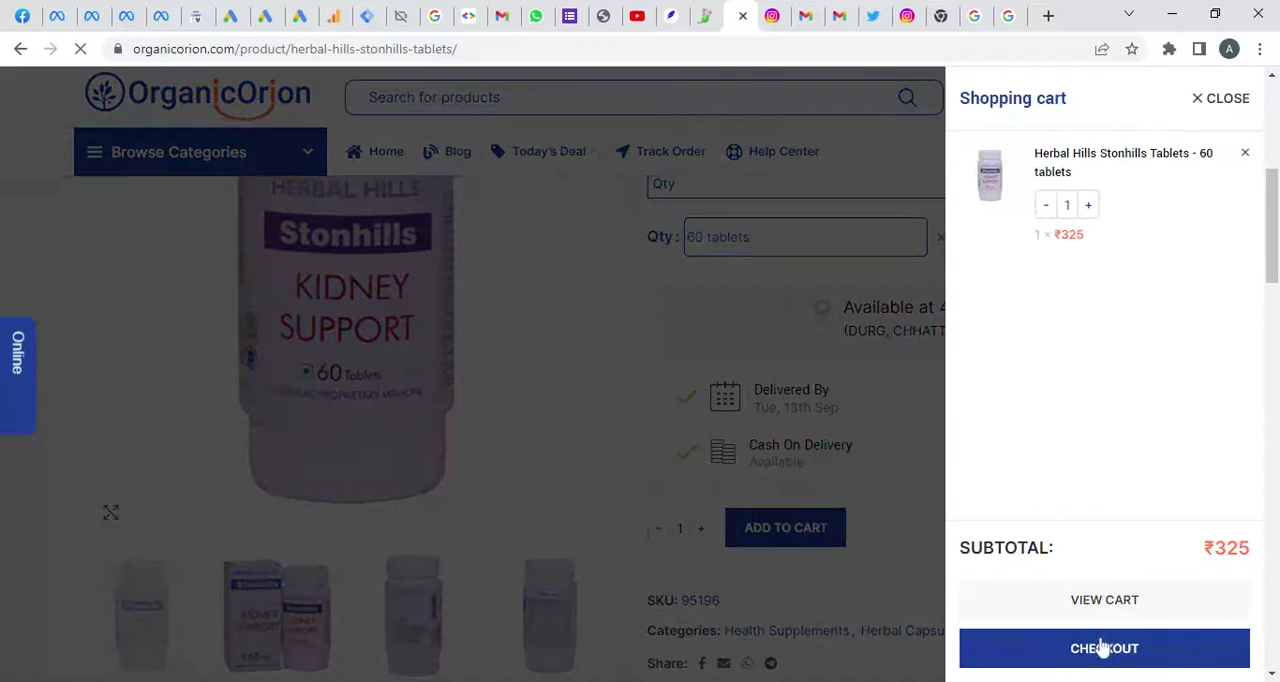 organicorion.com/product/herbal-hills-stonhills-tablets/
A
OrganicOrion
Search for products
Shopping cart
CLOSE
Browse Categories
Home
Blog
Today's Deal
Track Order
Help Center
Herbal Hills Stonhills Tablets - 60
tablets
- 1 +
1 × ₹325
HERBAL HILLS
Stonhills
KIDNEY
SUPPORT
60 Tablets
Qty
Qty : 60 tablets
Available at
(DURG, CHHATT
Delivered By
Tue, 13th Sep
Cash On Delivery
Available
- 1 +
ADD TO CART
Online
SUBTOTAL: ₹325
VIEW CART
CHECKOUT
SKU: 95196
Categories: Health Supplements, Herbal Capsu
Share:
Stonhills
KIDNEY
SUPPORT